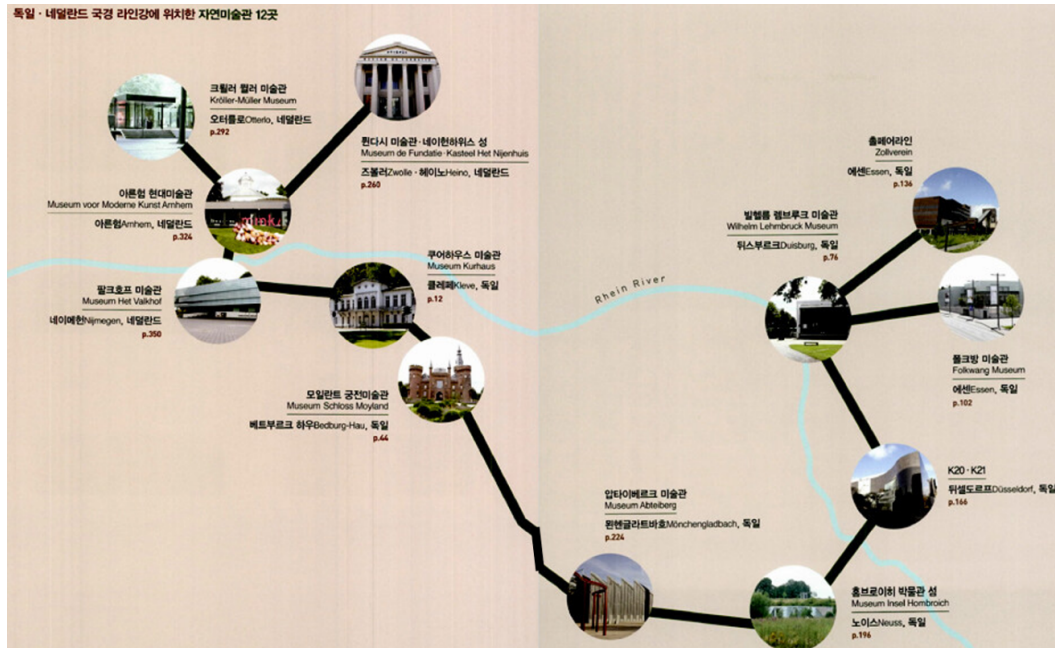 독일 · 네덜란드 국경 라인강에 위치한 자연미술관 12곳
크뢸러 뮐러 미술관
Kröller-Müller Museum
오터플로Otterlo, 네덜란드
p.292
뮌다시 미술관 · 네이헌하위스 성
Museum de Fundatie · Kasteel Het Nijenhuis
즈볼러Zwolle · 헤이노Heino, 네덜란드
p.260
아른험 현대미술관
Museum voor Moderne Kunst Arnhem
아른험Arnhem, 네덜란드
p.324
팔크호프 미술관
Museum Het Valkhof
네이메헌Nijmegen, 네덜란드
p.350
쿠어하우스 미술관
Museum Kurhaus
클레페Kleve, 독일
p.12
모일란트 궁전미술관
Museum Schloss Moyland
베트부르크 하우Bedburg-Hau, 독일
p.44
Rhein River
촐페어라인
Zollverein
에센Essen, 독일
p.136
빌헬름 렘브루크 미술관
Wilhelm Lehmbruck Museum
뒤스부르크Duisburg, 독일
p.76
폴크방 미술관
Folkwang Museum
에센Essen, 독일
p.102
K20 · K21
뒤셀도르프Düsseldorf, 독일
p.166
압타이베르크 미술관
Museum Abteiberg
묀헨글라트바흐Mönchengladbach, 독일
p.224
홈브로이히 박물관 섬
Museum Insel Hombroich
노이스Neuss, 독일
p.196